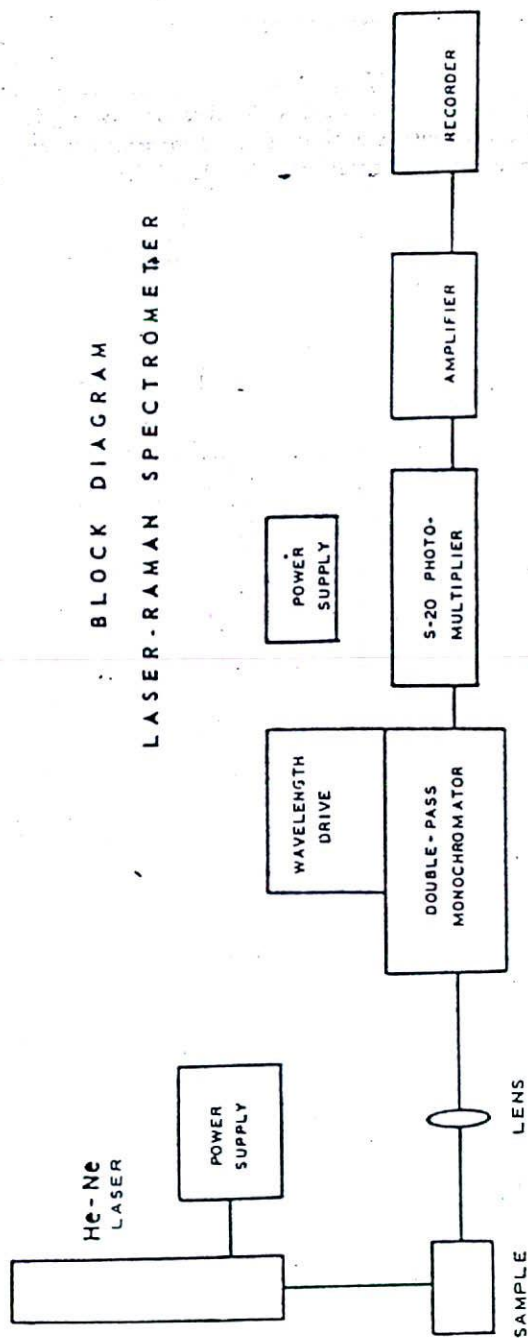 BLOCK DIAGRAM
LASER-RAMAN SPECTROMETER
He-Ne
LASER
POWER
SUPPLY
SAMPLE
LENS
WAVELENGTH
DRIVE
DOUBLE-PASS
MONOCHROMATOR
POWER
SUPPLY
S-20 PHOTO-
MULTIPLIER
AMPLIFIER
RECORDER